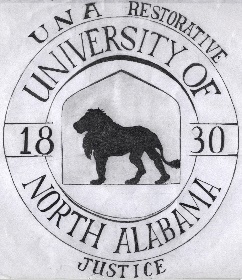 UNA RESTORATIVE
UNIVERSITY OF
18 30
NORTH ALABAMA
JUSTICE